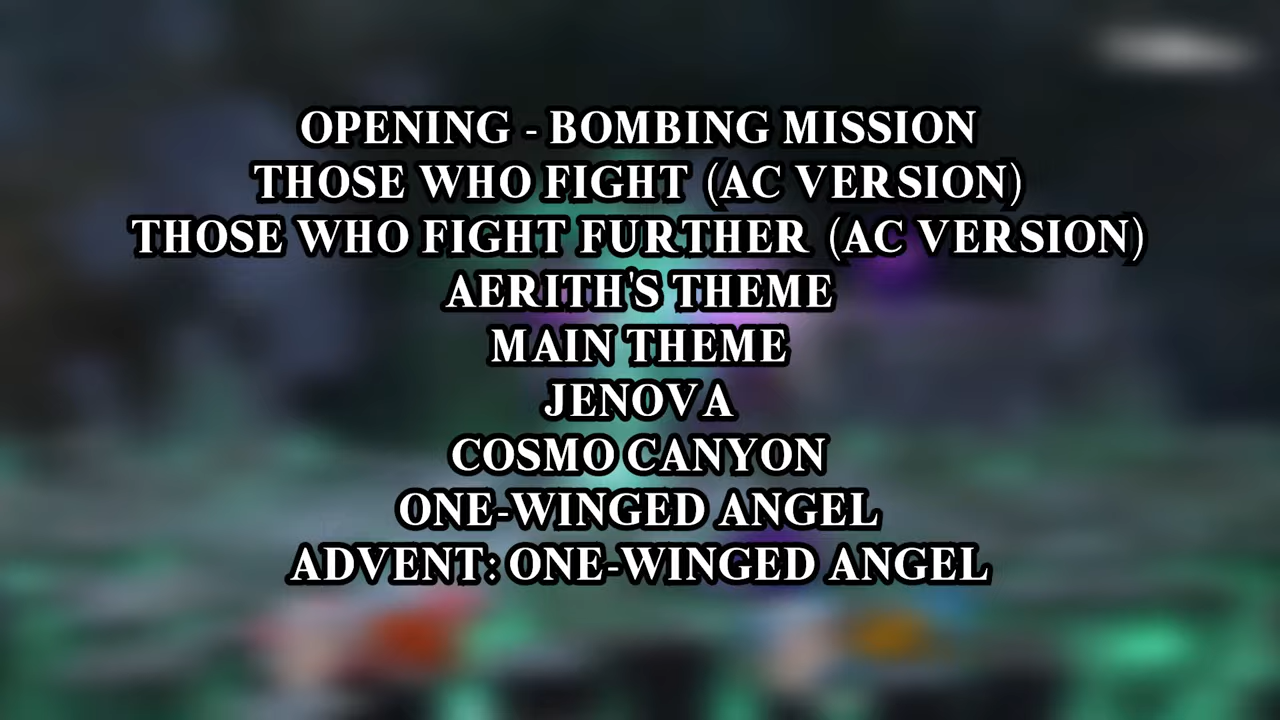 OPENING - BOMBING MISSION
THOSE WHO FIGHT (AC VERSION)
THOSE WHO FIGHT FURTHER (AC VERSION)
AERITH'S THEME
MAIN THEME
JENOVA
COSMO CANYON
ONE-WINGED ANGEL
ADVENT: ONE-WINGED ANGEL